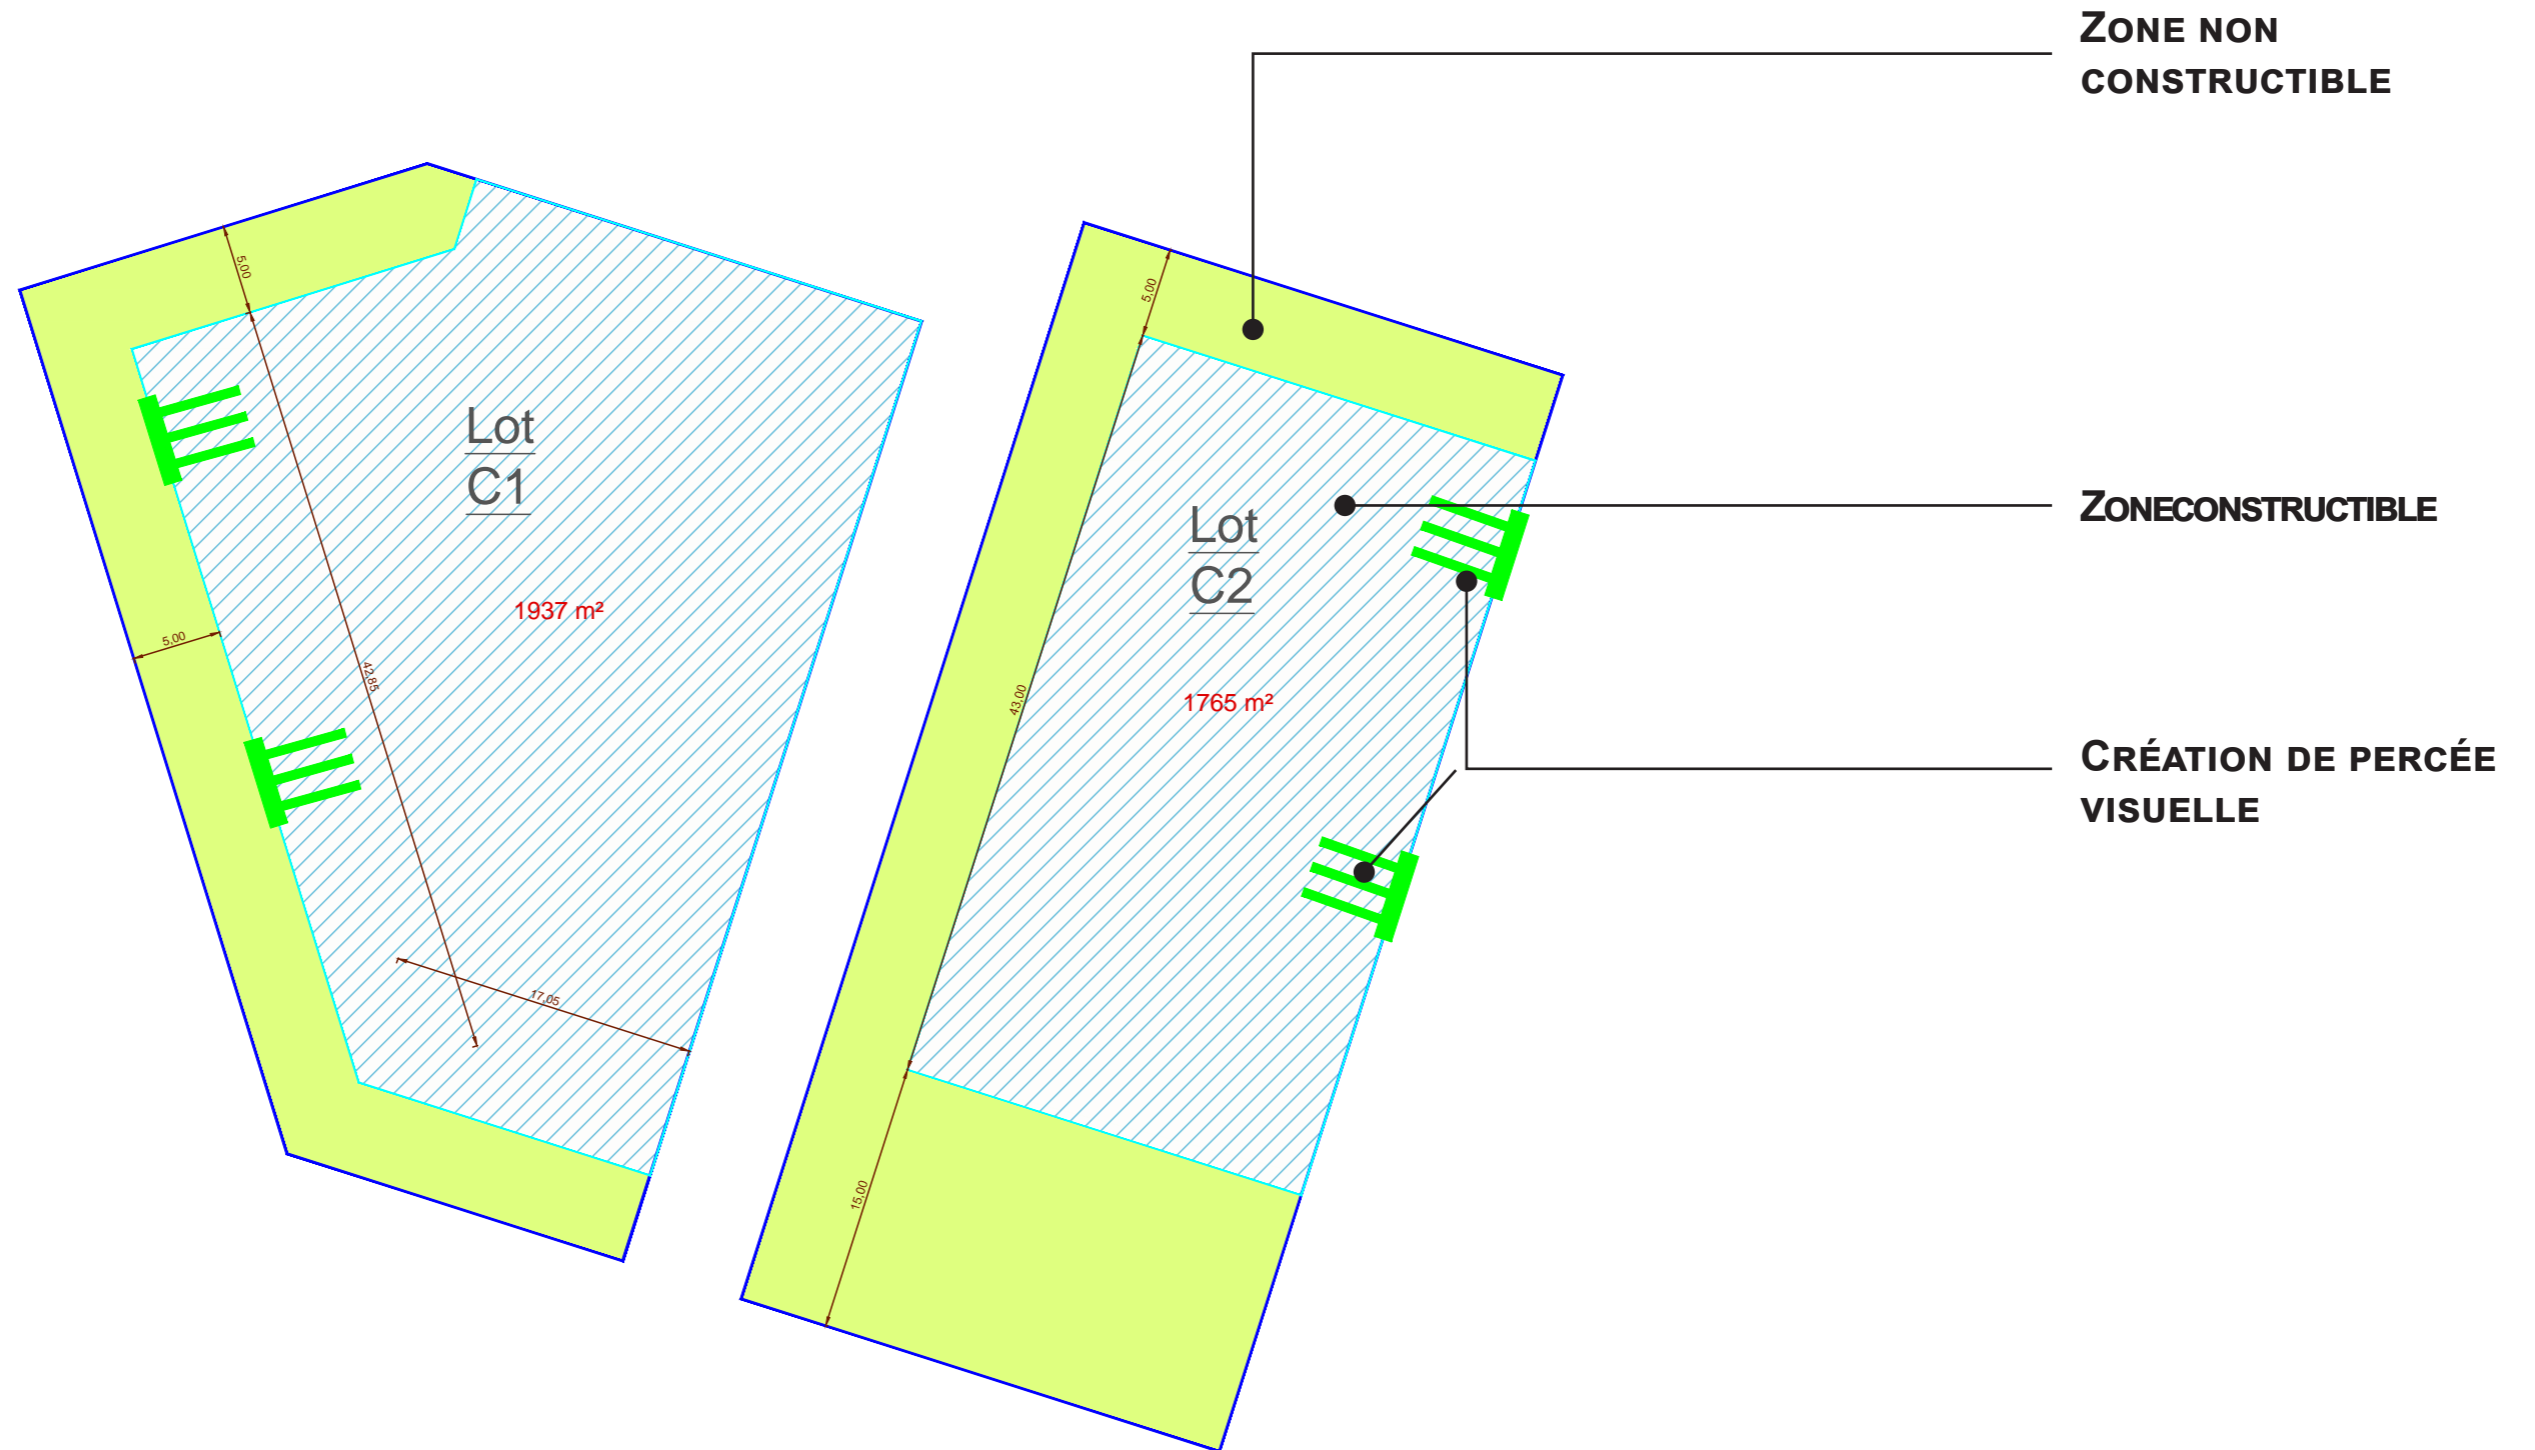 ZONE NON
CONSTRUCTIBLE
5,00
5,00
Lot
C1
Lot
C2
ZONECONSTRUCTIBLE
1937 m²
5,00
42,85
43,00
1765 m²
CRÉATION DE PERCÉE
VISUELLE
17,05
15,00